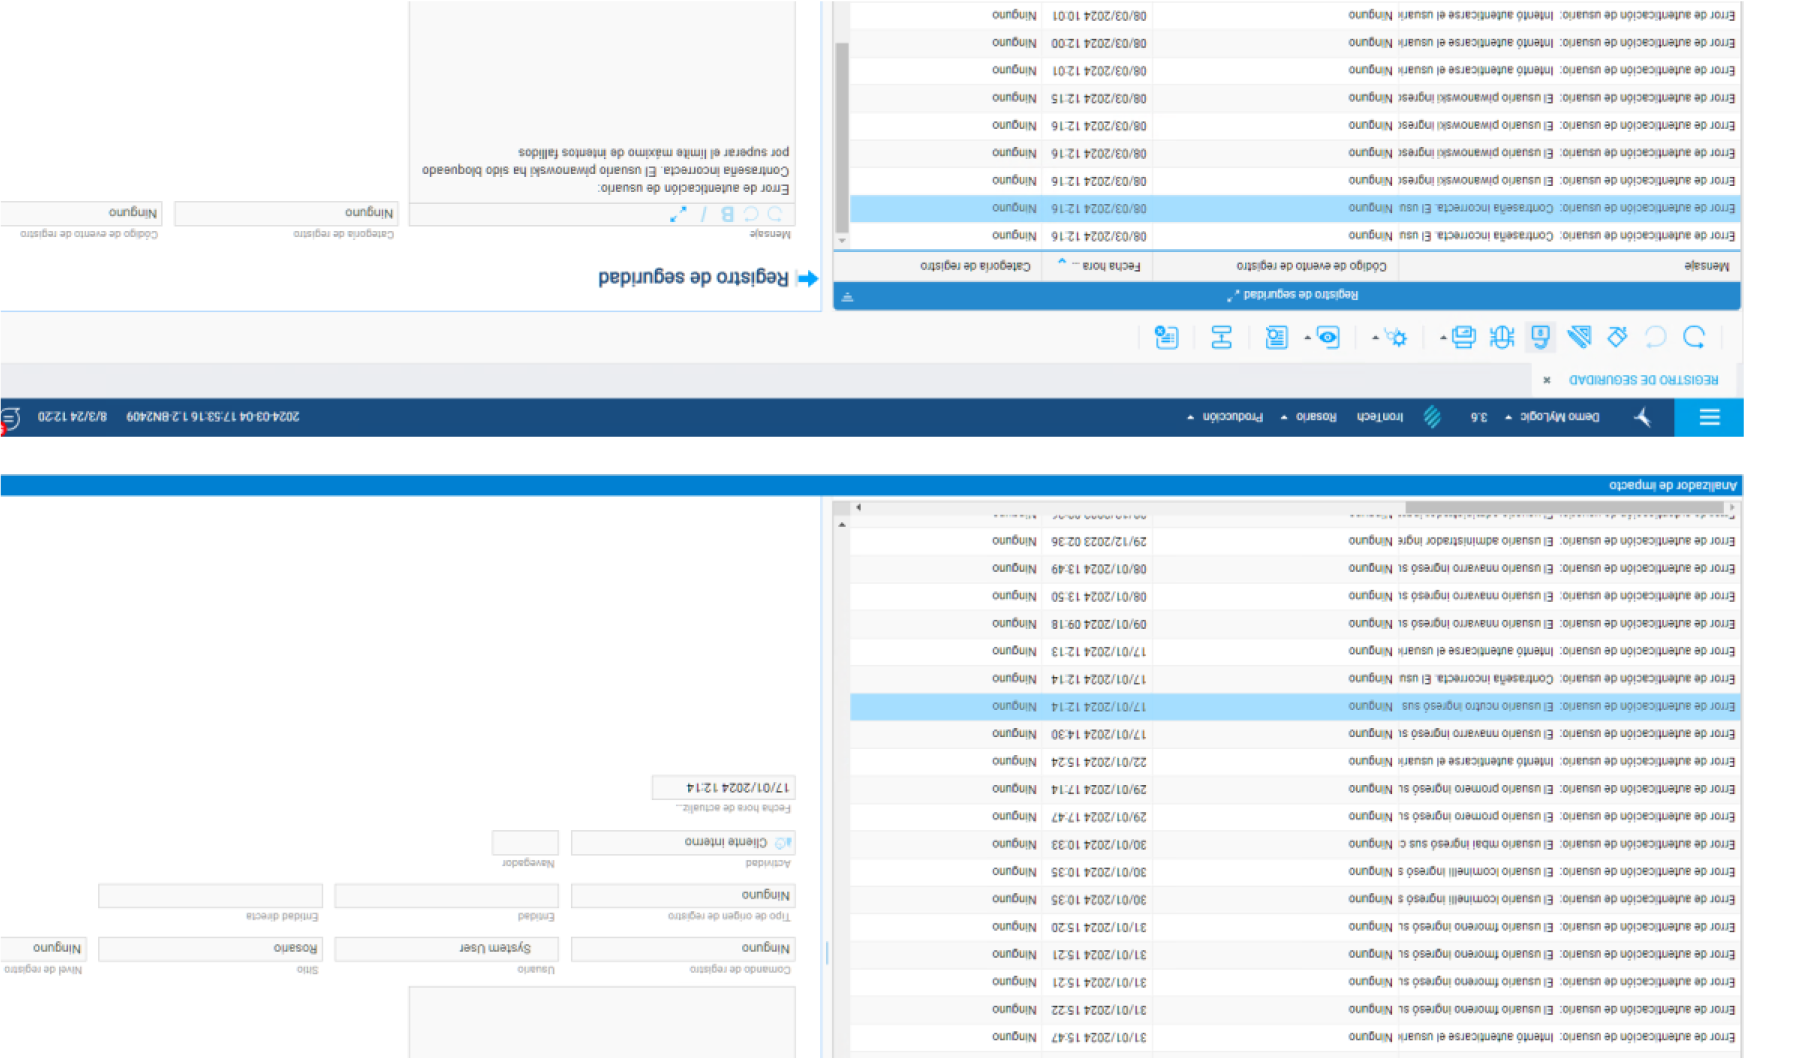 Error de autenticación de usuario: Intentó autenticarse el usuari Ninguno 31/01/2024 15:47 Ninguno
Error de autenticación de usuario: El usuario fmoreno ingresó su Ninguno 31/01/2024 15:22 Ninguno
Error de autenticación de usuario: El usuario fmoreno ingresó su Ninguno 31/01/2024 15:21 Ninguno
Error de autenticación de usuario: El usuario fmoreno ingresó su Ninguno 31/01/2024 15:21 Ninguno
Error de autenticación de usuario: El usuario fmoreno ingresó su Ninguno 31/01/2024 15:20 Ninguno
Error de autenticación de usuario: El usuario lcominelli ingresó s Ninguno 30/01/2024 10:35 Ninguno
Error de autenticación de usuario: El usuario lcominelli ingresó s Ninguno 30/01/2024 10:35 Ninguno
Error de autenticación de usuario: El usuario mbai ingresó sus c Ninguno 30/01/2024 10:33 Ninguno
Error de autenticación de usuario: El usuario promero ingresó su Ninguno 29/01/2024 17:47 Ninguno
Error de autenticación de usuario: El usuario promero ingresó su Ninguno 29/01/2024 17:14 Ninguno
Error de autenticación de usuario: Intentó autenticarse el usuari Ninguno 22/01/2024 15:24 Ninguno
Error de autenticación de usuario: El usuario nnavarro ingresó su Ninguno 17/01/2024 14:30 Ninguno
Error de autenticación de usuario: El usuario ncutro ingresó sus Ninguno 17/01/2024 12:14 Ninguno
Error de autenticación de usuario: Contraseña incorrecta. El usu Ninguno 17/01/2024 12:14 Ninguno
Error de autenticación de usuario: Intentó autenticarse el usuari Ninguno 17/01/2024 12:13 Ninguno
Error de autenticación de usuario: El usuario nnavarro ingresó su Ninguno 09/01/2024 09:18 Ninguno
Error de autenticación de usuario: El usuario nnavarro ingresó su Ninguno 08/01/2024 13:50 Ninguno
Error de autenticación de usuario: El usuario nnavarro ingresó su Ninguno 08/01/2024 13:49 Ninguno
Error de autenticación de usuario: El usuario administrador ingre Ninguno 29/12/2023 02:36 Ninguno
Comando de registro Usuario Sitio Nivel de registro
Ninguno System User Rosario Ninguno
Tipo de origen de registro Entidad Entidad directa
Ninguno
Actividad Navegador
Cliente interno
Fecha hora de actualiz...
17/01/2024 12:14
Analizador de impacto
Demo MyLogic 3.6 IronTech Rosario Producción 2024-03-04 17:53:16 1.2-BN2409 8/3/24 12:20
REGISTRO DE SEGURIDAD ×
Registro de seguridad
Mensaje Código de evento de registro Fecha hora ... Categoría de registro
Error de autenticación de usuario: Contraseña incorrecta. El usu Ninguno 08/03/2024 12:16 Ninguno
Error de autenticación de usuario: Contraseña incorrecta. El usu Ninguno 08/03/2024 12:16 Ninguno
Error de autenticación de usuario: El usuario piwanowski ingresó Ninguno 08/03/2024 12:16 Ninguno
Error de autenticación de usuario: El usuario piwanowski ingresó Ninguno 08/03/2024 12:16 Ninguno
Error de autenticación de usuario: El usuario piwanowski ingresó Ninguno 08/03/2024 12:16 Ninguno
Error de autenticación de usuario: El usuario piwanowski ingresó Ninguno 08/03/2024 12:15 Ninguno
Error de autenticación de usuario: Intentó autenticarse el usuari Ninguno 08/03/2024 12:01 Ninguno
Error de autenticación de usuario: Intentó autenticarse el usuari Ninguno 08/03/2024 12:00 Ninguno
Error de autenticación de usuario: Intentó autenticarse el usuari Ninguno 08/03/2024 10:01 Ninguno
Registro de seguridad
Mensaje Categoría de registro Código de evento de registro
B I Ninguno Ninguno
Error de autenticación de usuario:
Contraseña incorrecta. El usuario piwanowski ha sido bloqueado
por superar el límite máximo de intentos fallidos